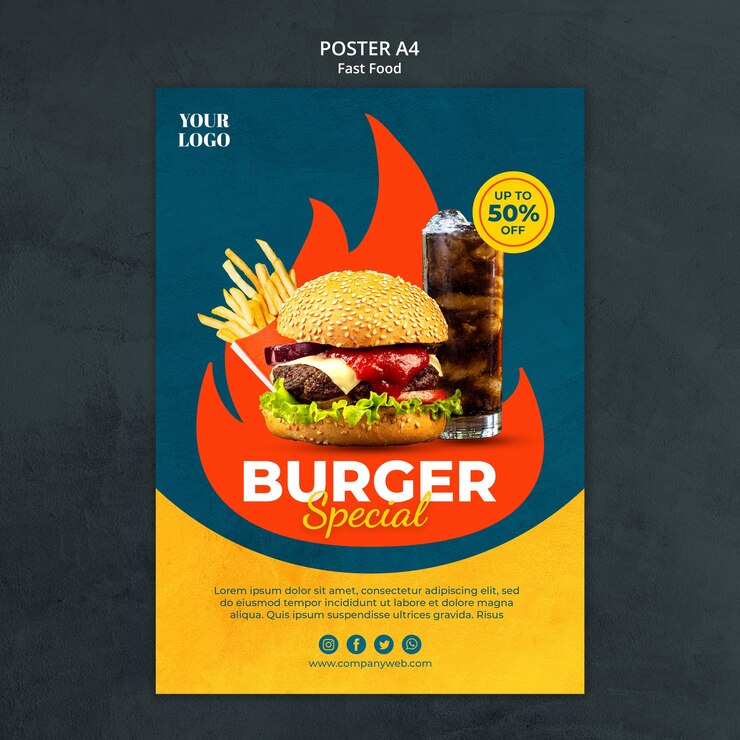 POSTER A4
Fast Food
YOUR
LOGO
UP TO
50%
OFF
BURGER
Special
Lorem ipsum dolor sit amet, consectetur adipiscing elit, sed
do eiusmod tempor incididunt ut labore et dolore magna
aliqua. Quis ipsum suspendisse ultrices gravida. Risus
www.companyweb.com